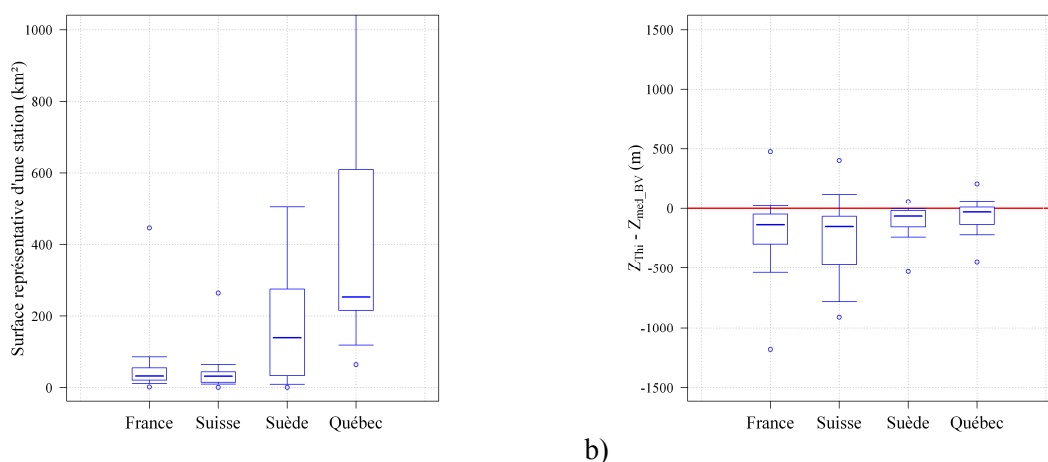 Surface représentative d'une station (km²)
1000
800
600
400
200
0
France Suisse Suède Québec
Z_Thi - Z_med_BV (m)
1500
1000
500
0
-500
-1000
-1500
France Suisse Suède Québec
b)